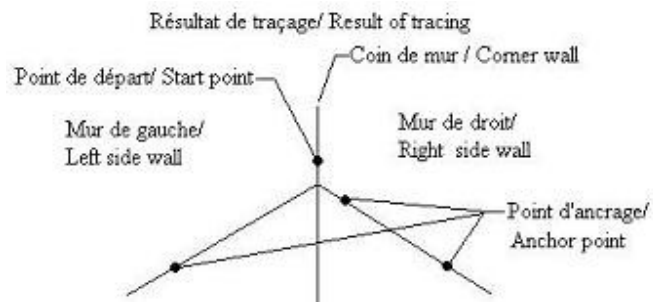 Résultat de traçage/ Result of tracing
Coin de mur / Corner wall
Point de départ/ Start point
Mur de gauche/
Left side wall
Mur de droit/
Right side wall
Point d'ancrage/
Anchor point